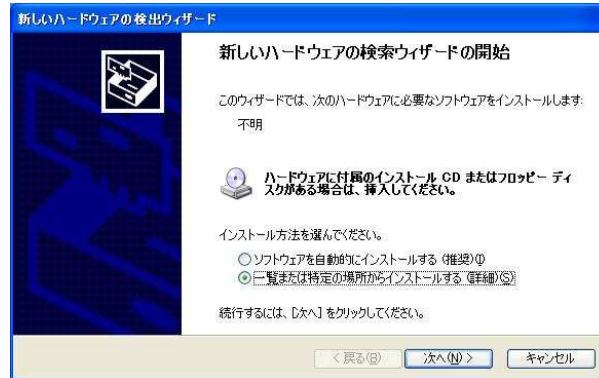 新しいハードウェアの検出ウィザード
新しいハードウェアの検索ウィザードの開始
このウィザードでは、次のハードウェアに必要なソフトウェアをインストールします:
不明
ハードウェアに付属のインストール CD またはフロッピー ディ
スクがある場合は、挿入してください。
インストール方法を選んでください。
ソフトウェアを自動的にインストールする (推奨)(I)
一覧または特定の場所からインストールする (詳細)(S)
続行するには、[次へ] をクリックしてください。
< 戻る(B) 次へ(N) > キャンセル